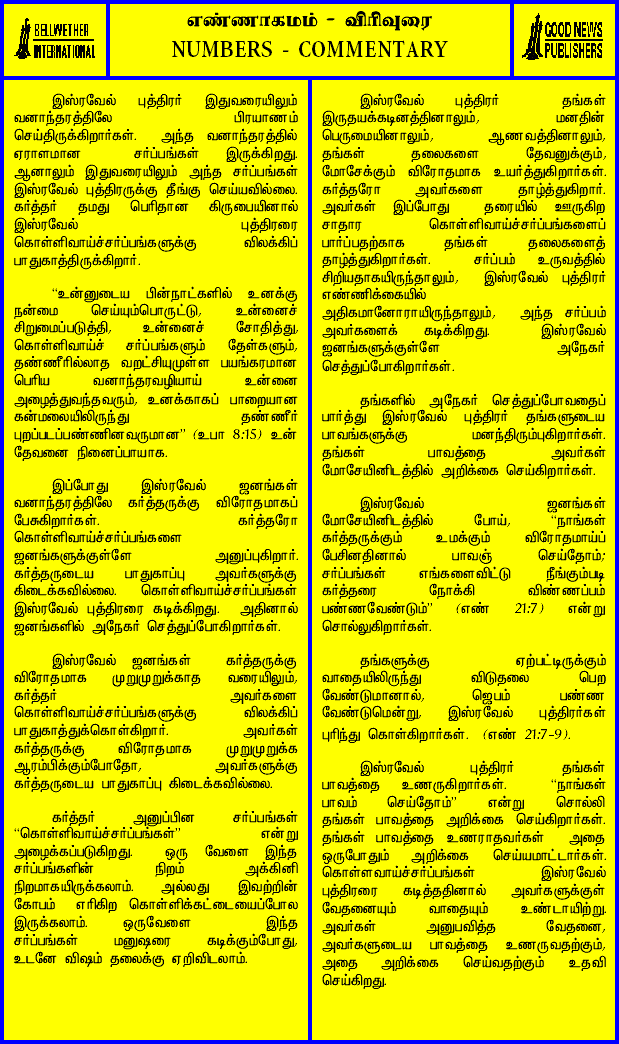 BELLWETHER
INTERNATIONAL
எண்ணாகமம் - விரிவுரை
NUMBERS - COMMENTARY
GOOD NEWS
PUBLISHERS
இஸ்ரவேல் புத்திரர் இதுவரையிலும்
வனாந்தரத்திலே பிரயாணம்
செய்திருக்கிறார்கள். அந்த வனாந்தரத்தில்
ஏராளமான சர்ப்பங்கள் இருக்கிறது.
ஆனாலும் இதுவரையிலும் அந்த சர்ப்பங்கள்
இஸ்ரவேல் புத்திரருக்கு தீங்கு செய்யவில்லை.
கர்த்தர் தமது பெரிதான கிருபையினால்
இஸ்ரவேல் புத்திரரை
கொள்ளிவாய்ச்சர்ப்பங்களுக்கு விலக்கிப்
பாதுகாத்திருக்கிறார்.
“உன்னுடைய பின்நாட்களில் உனக்கு
நன்மை செய்யும்பொருட்டு, உன்னைச்
சிறுமைப்படுத்தி, உன்னைச் சோதித்து,
கொள்ளிவாய்ச் சர்ப்பங்களும் தேள்களும்,
தண்ணீரில்லாத வறட்சியுமுள்ள பயங்கரமான
பெரிய வனாந்தரவழியாய் உன்னை
அழைத்துவந்தவரும், உனக்காகப் பாறையான
கன்மலையிலிருந்து தண்ணீர்
புறப்படப்பண்ணினவருமான” (உபா 8:15) உன்
தேவனை நினைப்பாயாக.
இப்போது இஸ்ரவேல் ஜனங்கள்
வனாந்தரத்திலே கர்த்தருக்கு விரோதமாகப்
பேசுகிறார்கள். கர்த்தரோ
கொள்ளிவாய்ச்சர்ப்பங்களை
ஜனங்களுக்குள்ளே அனுப்புகிறார்.
கர்த்தருடைய பாதுகாப்பு அவர்களுக்கு
கிடைக்கவில்லை. கொள்ளிவாய்ச்சர்ப்பங்கள்
இஸ்ரவேல் புத்திரரை கடிக்கிறது. அதினால்
ஜனங்களில் அநேகர் செத்துப்போகிறார்கள்.
இஸ்ரவேல் ஜனங்கள் கர்த்தருக்கு
விரோதமாக முறுமுறுக்காத வரையிலும்,
கர்த்தர் அவர்களை
கொள்ளிவாய்ச்சர்ப்பங்களுக்கு விலக்கிப்
பாதுகாத்துக்கொள்கிறார். அவர்கள்
கர்த்தருக்கு விரோதமாக முறுமுறுக்க
ஆரம்பிக்கும்போதோ, அவர்களுக்கு
கர்த்தருடைய பாதுகாப்பு கிடைக்கவில்லை.
கர்த்தர் அனுப்பின சர்ப்பங்கள்
“கொள்ளிவாய்ச்சர்ப்பங்கள்” என்று
அழைக்கப்படுகிறது. ஒரு வேளை இந்த
சர்ப்பங்களின் நிறம் அக்கினி
நிறமாகயிருக்கலாம். அல்லது இவற்றின்
கோபம் எரிகிற கொள்ளிக்கட்டையைப்போல
இருக்கலாம். ஒருவேளை இந்த
சர்ப்பங்கள் மனுஷரை கடிக்கும்போது,
உடனே விஷம் தலைக்கு ஏறிவிடலாம்.
இஸ்ரவேல் புத்திரர் தங்கள்
இருதயக்கடினத்தினாலும், மனதின்
பெருமையினாலும், ஆணவத்தினாலும்,
தங்கள் தலைகளை தேவனுக்கும்,
மோசேக்கும் விரோதமாக உயர்த்துகிறார்கள்.
கர்த்தரோ அவர்களை தாழ்த்துகிறார்.
அவர்கள் இப்போது தரையில் ஊருகிற
சாதார கொள்ளிவாய்ச்சர்ப்பங்களைப்
பார்ப்பதற்காக தங்கள் தலைகளைத்
தாழ்த்துகிறார்கள். சர்ப்பம் உருவத்தில்
சிறியதாகயிருந்தாலும், இஸ்ரவேல் புத்திரர்
எண்ணிக்கையில்
அதிகமானோராயிருந்தாலும், அந்த சர்ப்பம்
அவர்களைக் கடிக்கிறது. இஸ்ரவேல்
ஜனங்களுக்குள்ளே அநேகர்
செத்துப்போகிறார்கள்.
தங்களில் அநேகர் செத்துப்போவதைப்
பார்த்து இஸ்ரவேல் புத்திரர் தங்களுடைய
பாவங்களுக்கு மனந்திரும்புகிறார்கள்.
தங்கள் பாவத்தை அவர்கள்
மோசேயினிடத்தில் அறிக்கை செய்கிறார்கள்.
இஸ்ரவேல் ஜனங்கள்
மோசேயினிடத்தில் போய், “நாங்கள்
கர்த்தருக்கும் உமக்கும் விரோதமாய்ப்
பேசினதினால் பாவஞ் செய்தோம்;
சர்ப்பங்கள் எங்களைவிட்டு நீங்கும்படி
கர்த்தரை நோக்கி விண்ணப்பம்
பண்ணவேண்டும்” (எண் 21:7) என்று
சொல்லுகிறார்கள்.
தங்களுக்கு ஏற்பட்டிருக்கும்
வாதையிலிருந்து விடுதலை பெற
வேண்டுமானால், ஜெபம் பண்ண
வேண்டுமென்று, இஸ்ரவேல் புத்திரர்கள்
புரிந்து கொள்கிறார்கள். (எண் 21:7-9).
இஸ்ரவேல் புத்திரர் தங்கள்
பாவத்தை உணருகிறார்கள். “நாங்கள்
பாவம் செய்தோம்” என்று சொல்லி
தங்கள் பாவத்தை அறிக்கை செய்கிறார்கள்.
தங்கள் பாவத்தை உணராதவர்கள் அதை
ஒருபோதும் அறிக்கை செய்யமாட்டார்கள்.
கொள்ளவாய்ச்சர்ப்பங்கள் இஸ்ரவேல்
புத்திரரை கடித்ததினால் அவர்களுக்குள்
வேதனையும் வாதையும் உண்டாயிற்று.
அவர்கள் அனுபவித்த வேதனை,
அவர்களுடைய பாவத்தை உணருவதற்கும்,
அதை அறிக்கை செய்வதற்கும் உதவி
செய்கிறது.